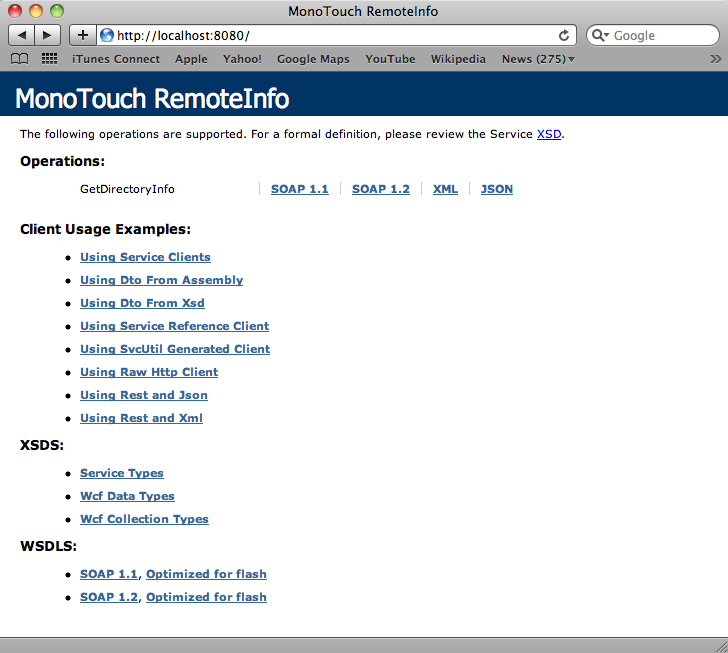 MonoTouch RemoteInfo
http://localhost:8080/
Google
iTunes Connect Apple Yahoo! Google Maps YouTube Wikipedia News (275)
MonoTouch RemoteInfo
The following operations are supported. For a formal definition, please review the Service XSD.
Operations:
GetDirectoryInfo SOAP 1.1 SOAP 1.2 XML JSON
Client Usage Examples:
Using Service Clients
Using Dto From Assembly
Using Dto From Xsd
Using Service Reference Client
Using SvcUtil Generated Client
Using Raw Http Client
Using Rest and Json
Using Rest and Xml
XSDS:
Service Types
Wcf Data Types
Wcf Collection Types
WSDLS:
SOAP 1.1, Optimized for flash
SOAP 1.2, Optimized for flash